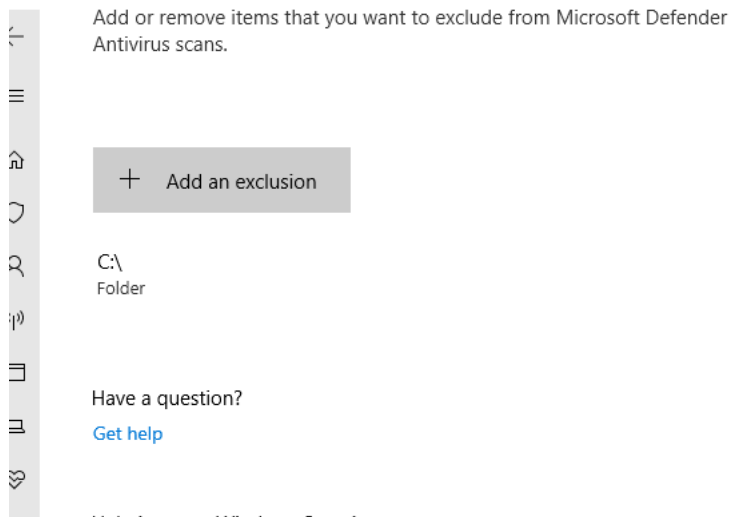 Add or remove items that you want to exclude from Microsoft Defender
Antivirus scans.
Add an exclusion
C:\
Folder
Have a question?
Get help